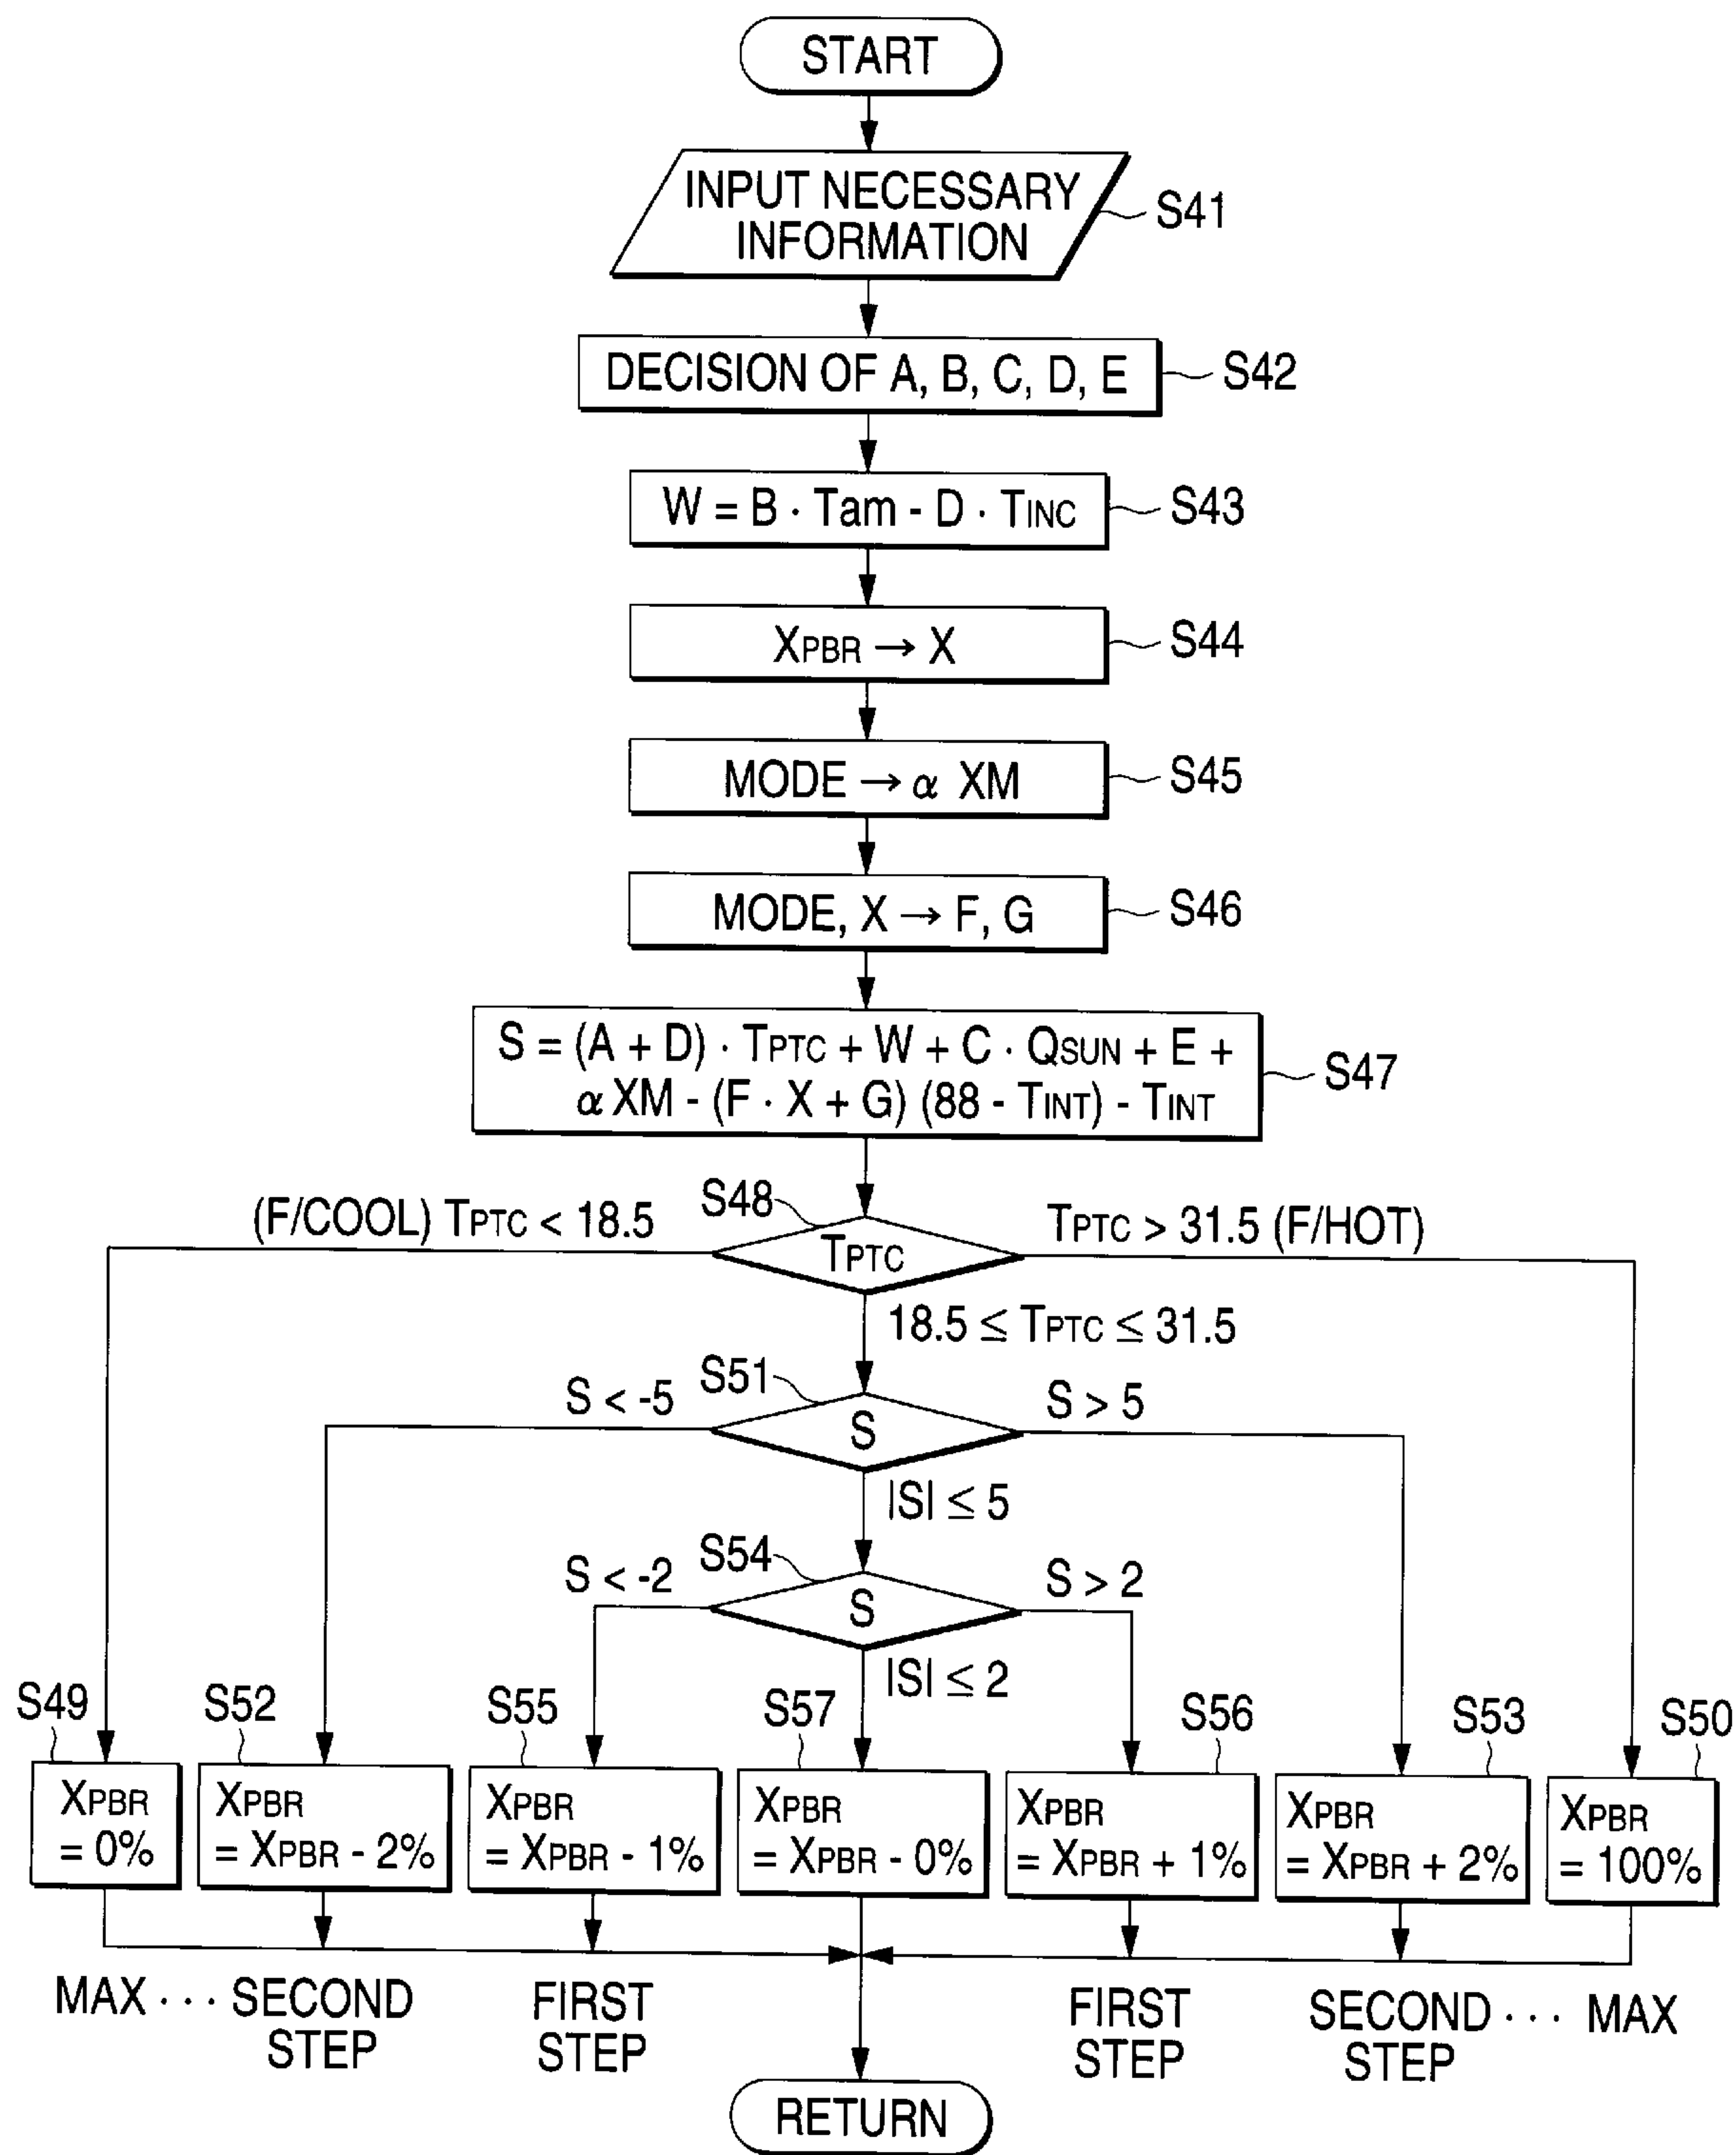 START
INPUT NECESSARY
INFORMATION
S41
DECISION OF A, B, C, D, E
S42
W = B · Tam - D · TINC
S43
XPBR → X
S44
MODE → α XM
S45
MODE, X → F, G
S46
S = (A + D) · TPTC + W + C · QSUN + E +
α XM - (F · X + G) (88 - TINT) - TINT
S47
S48
(F/COOL) TPTC < 18.5
TPTC
TPTC > 31.5 (F/HOT)
18.5 ≤ TPTC ≤ 31.5
S51
S < -5
S
S > 5
|S| ≤ 5
S54
S < -2
S
S > 2
|S| ≤ 2
S49
S52
S55
S57
S56
S53
S50
XPBR
= 0%
XPBR
= XPBR - 2%
XPBR
= XPBR - 1%
XPBR
= XPBR - 0%
XPBR
= XPBR + 1%
XPBR
= XPBR + 2%
XPBR
= 100%
MAX · · · SECOND
STEP
FIRST
STEP
FIRST
STEP
SECOND · · · MAX
STEP
RETURN